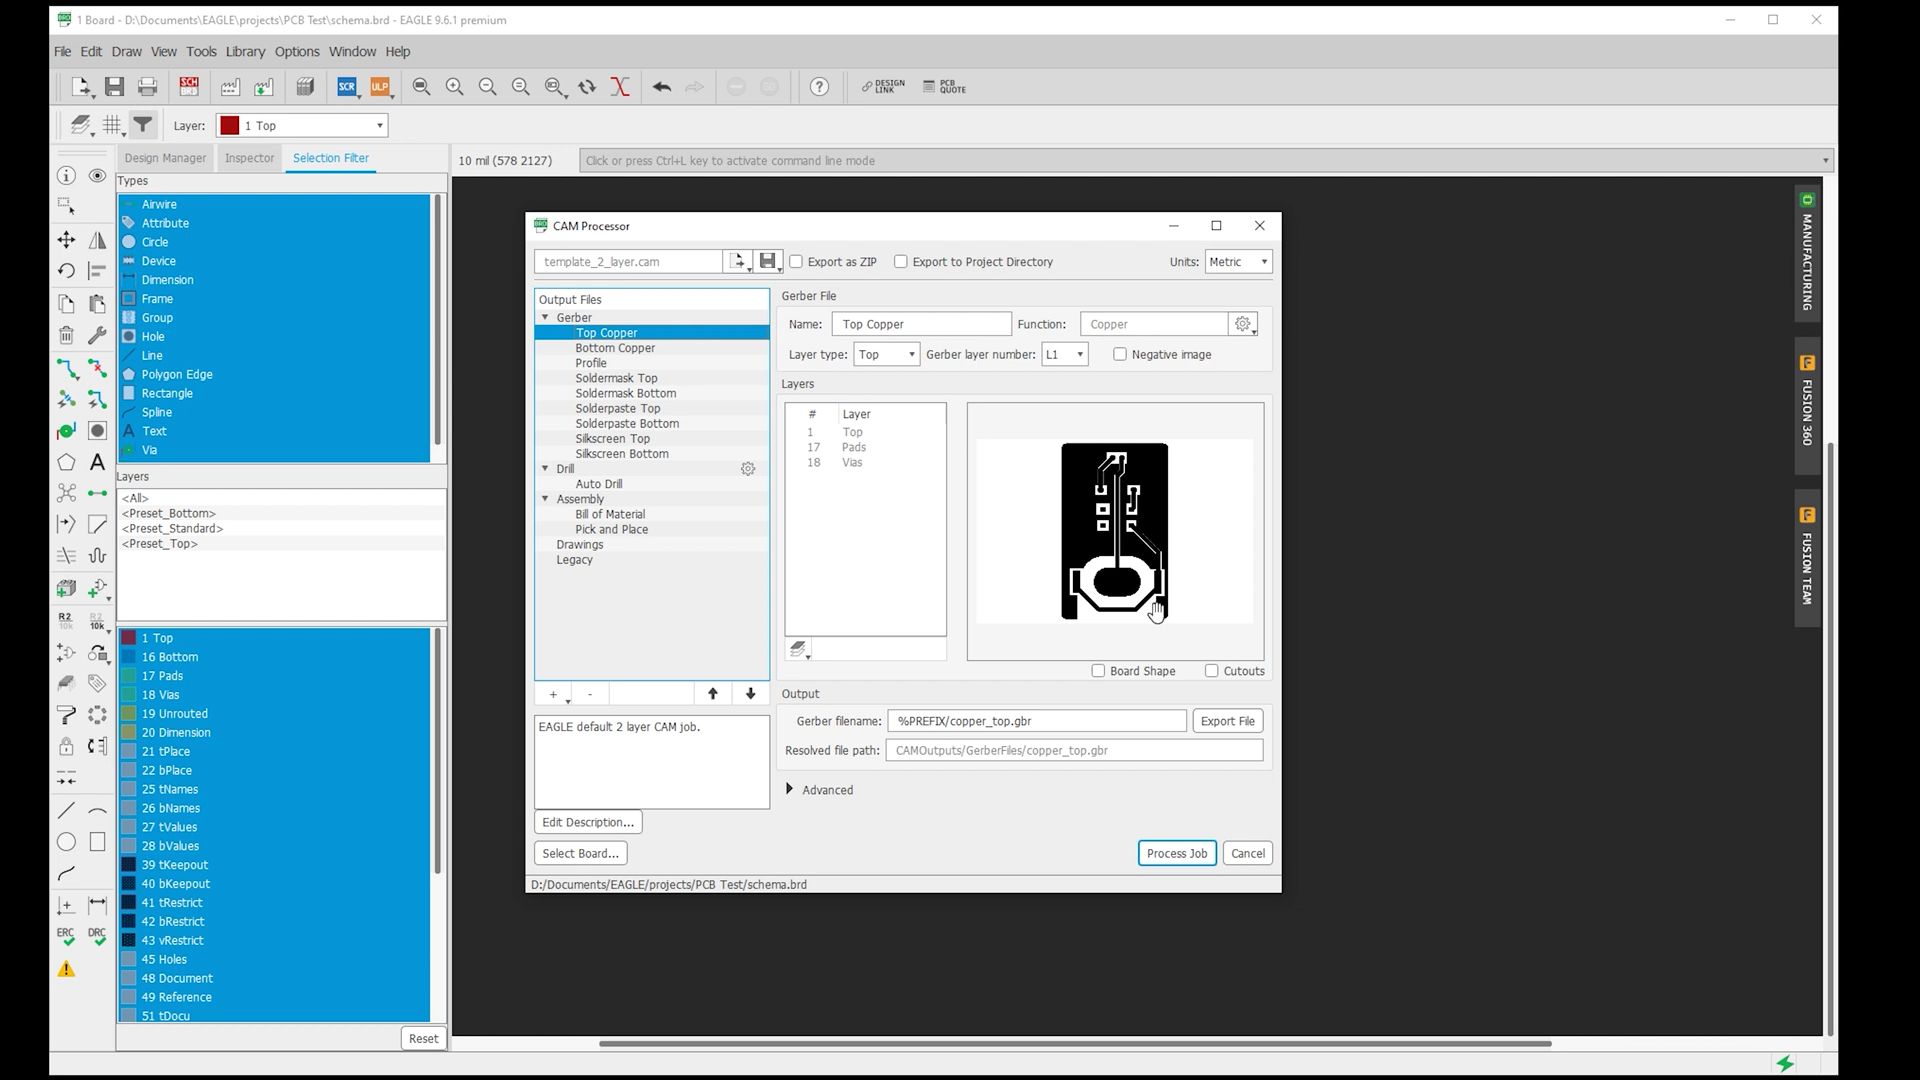 1 Board - D:\Documents\EAGLE\projects\PCB Test\schema.brd - EAGLE 9.6.1 premium
File Edit Draw View Tools Library Options Window Help
SCH BRD SCR ULP DESIGN LINK PCB QUOTE
Layer: 1 Top
Design Manager Inspector Selection Filter
10 mil (578 2127) Click or press Ctrl+L key to activate command line mode
Types
Airwire
Attribute
Circle
Device
Dimension
Frame
Group
Hole
Line
Polygon Edge
Rectangle
Spline
Text
Via
Layers
<All>
<Preset_Bottom>
<Preset_Standard>
<Preset_Top>
1 Top
16 Bottom
17 Pads
18 Vias
19 Unrouted
20 Dimension
21 tPlace
22 bPlace
25 tNames
26 bNames
27 tValues
28 bValues
39 tKeepout
40 bKeepout
41 tRestrict
42 bRestrict
43 vRestrict
45 Holes
48 Document
49 Reference
51 tDocu
Reset
R2 10k R2 10k
ERC DRC
CAM Processor
template_2_layer.cam Export as ZIP Export to Project Directory Units: Metric
Output Files
Gerber
Top Copper
Bottom Copper
Profile
Soldermask Top
Soldermask Bottom
Solderpaste Top
Solderpaste Bottom
Silkscreen Top
Silkscreen Bottom
Drill
Auto Drill
Assembly
Bill of Material
Pick and Place
Drawings
Legacy
+ -
EAGLE default 2 layer CAM job.
Edit Description...
Select Board...
D:/Documents/EAGLE/projects/PCB Test/schema.brd
Gerber File
Name: Top Copper Function: Copper
Layer type: Top Gerber layer number: L1 Negative image
Layers
# Layer
1 Top
17 Pads
18 Vias
Board Shape Cutouts
Output
Gerber filename: %PREFIX/copper_top.gbr Export File
Resolved file path: CAMOutputs/GerberFiles/copper_top.gbr
Advanced
Process Job Cancel
MANUFACTURING
FUSION 360
FUSION TEAM